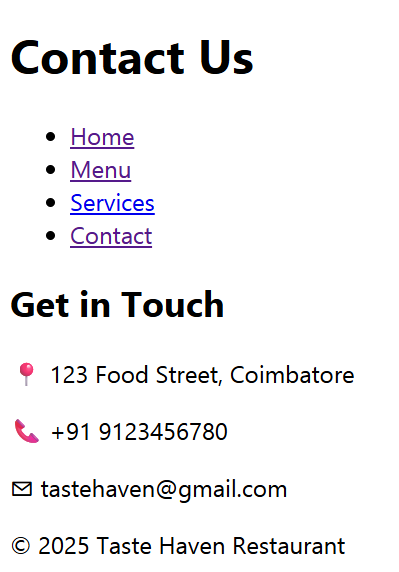 Contact Us
Home
Menu
Services
Contact
Get in Touch
📍 123 Food Street, Coimbatore
📞 +91 9123456780
✉ tastehaven@gmail.com
© 2025 Taste Haven Restaurant